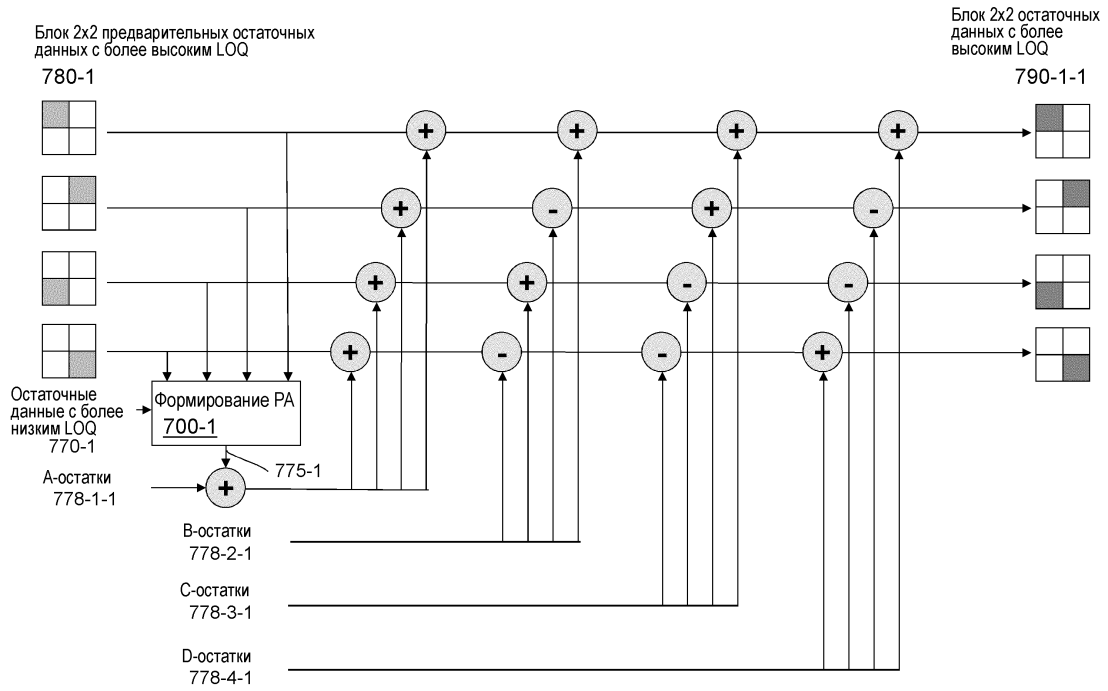 Блок 2x2 предварительных остаточных
данных с более высоким LOQ
780-1
Блок 2x2 остаточных
данных с более
высоким LOQ
790-1-1
+ + + +
+ - + -
+ + - -
+ - - +
Остаточные
данные с более
низким LOQ
770-1
Формирование PA
700-1
775-1
А-остатки
778-1-1
+
В-остатки
778-2-1
С-остатки
778-3-1
D-остатки
778-4-1